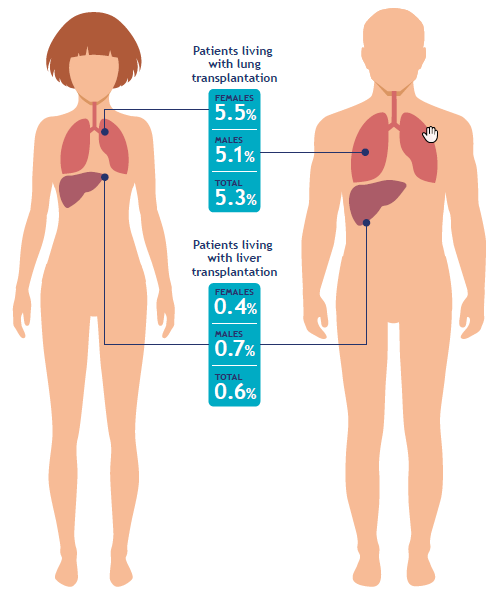 Patients living
with lung
transplantation
FEMALES
5.5%
MALES
5.1%
TOTAL
5.3%
Patients living
with liver
transplantation
FEMALES
0.4%
MALES
0.7%
TOTAL
0.6%